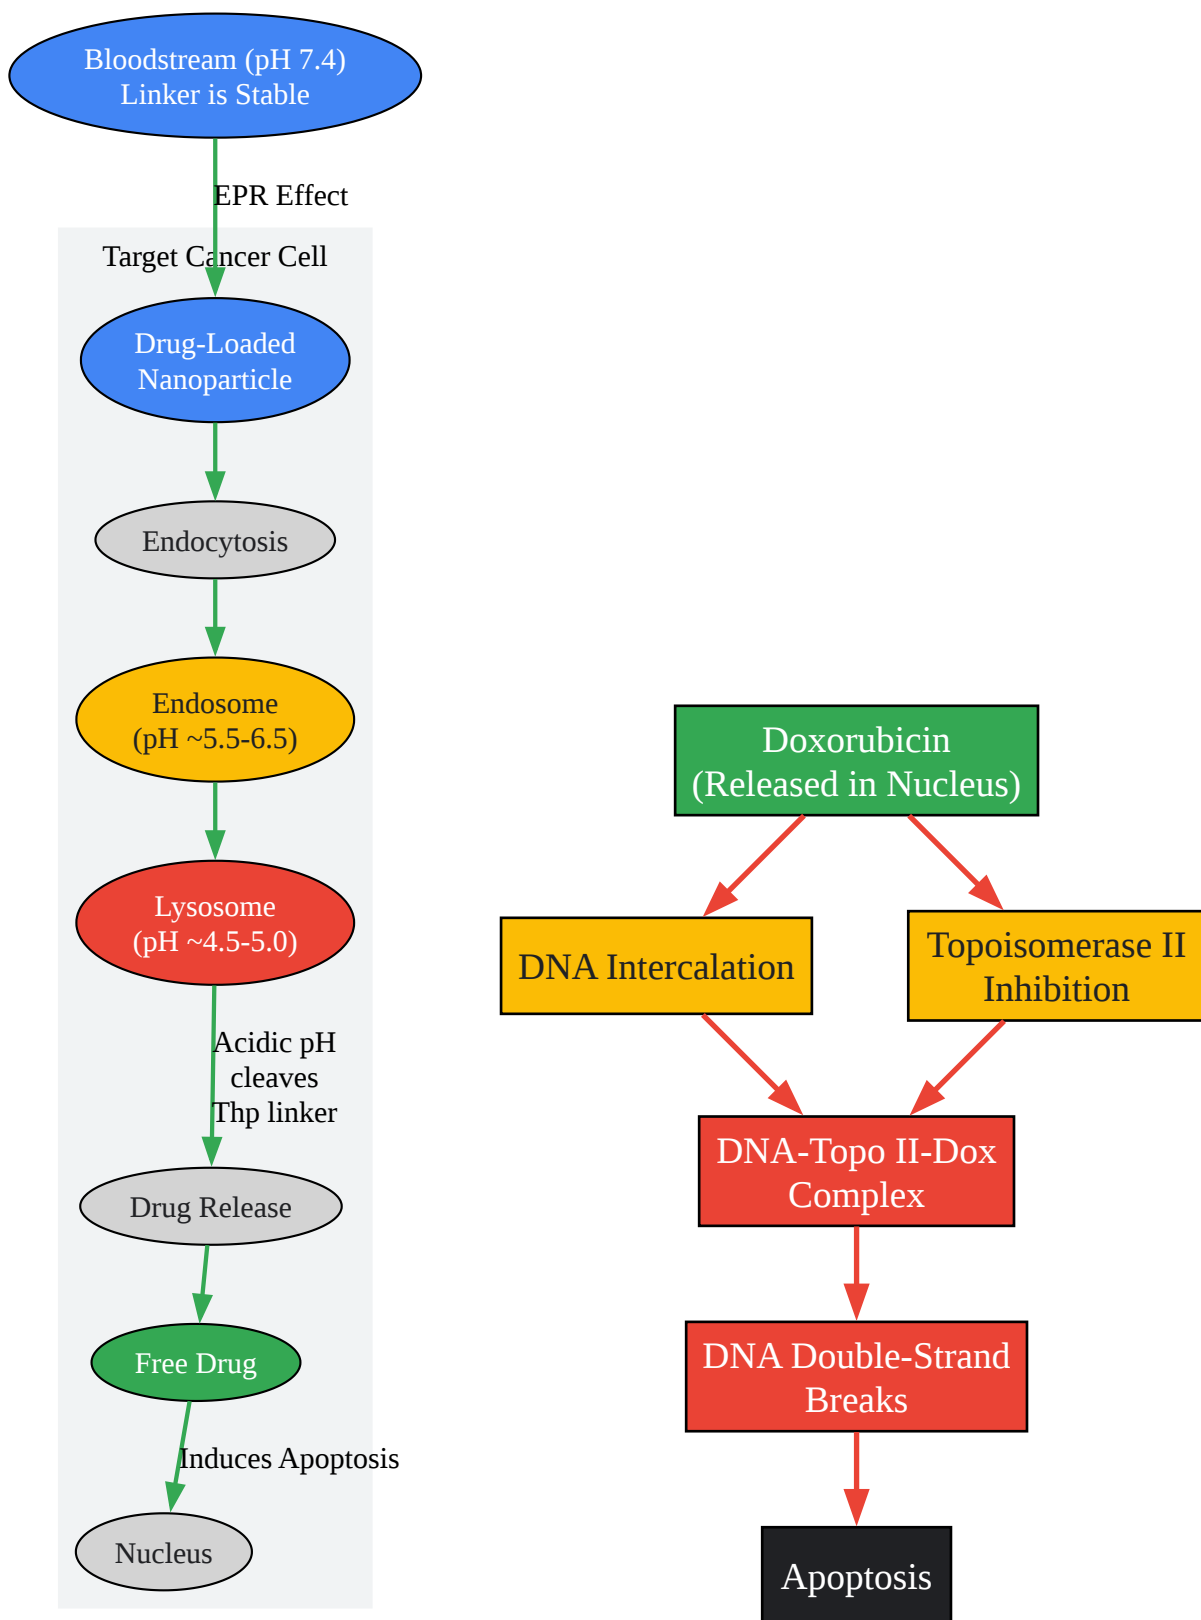 Bloodstream (pH 7.4)
Linker is Stable
EPR Effect
Target Cancer Cell
Drug-Loaded
Nanoparticle
Endocytosis
Endosome
(pH ~5.5-6.5)
Lysosome
(pH ~4.5-5.0)
Acidic pH
cleaves
Thp linker
Drug Release
Free Drug
Induces Apoptosis
Nucleus
Doxorubicin
(Released in Nucleus)
DNA Intercalation
Topoisomerase II
Inhibition
DNA-Topo II-Dox
Complex
DNA Double-Strand
Breaks
Apoptosis